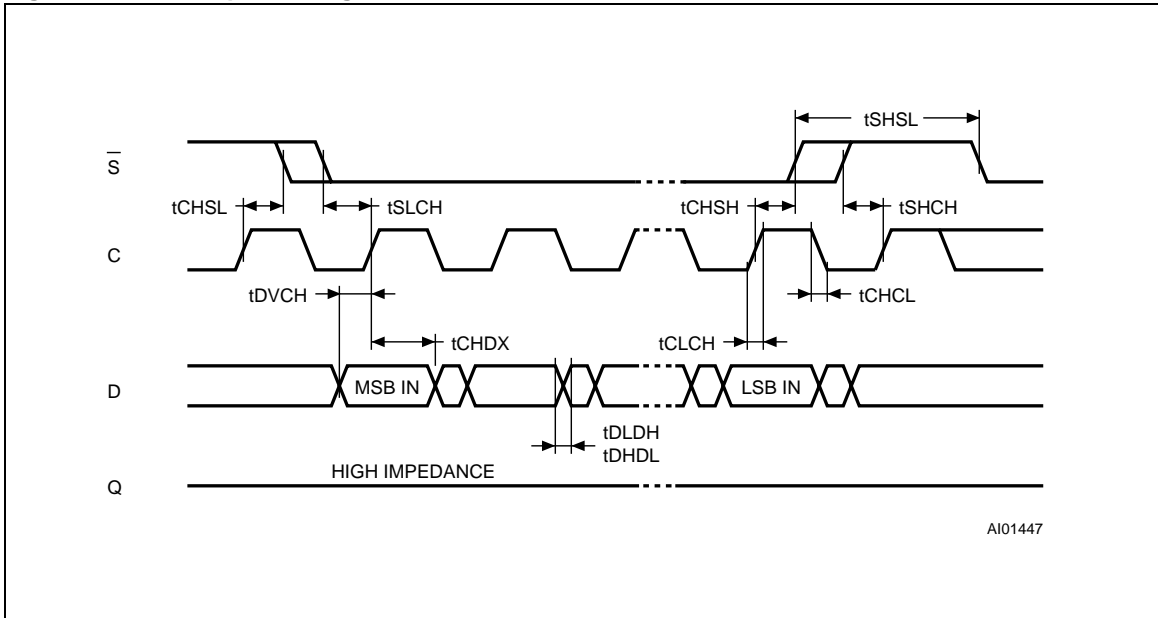 tSHSL
S
tCHSL
tSLCH
tCHSH
tSHCH
C
tDVCH
tCHCL
tCHDX
tCLCH
D
MSB IN
LSB IN
tDLDH
tDHDL
HIGH IMPEDANCE
Q
AI01447